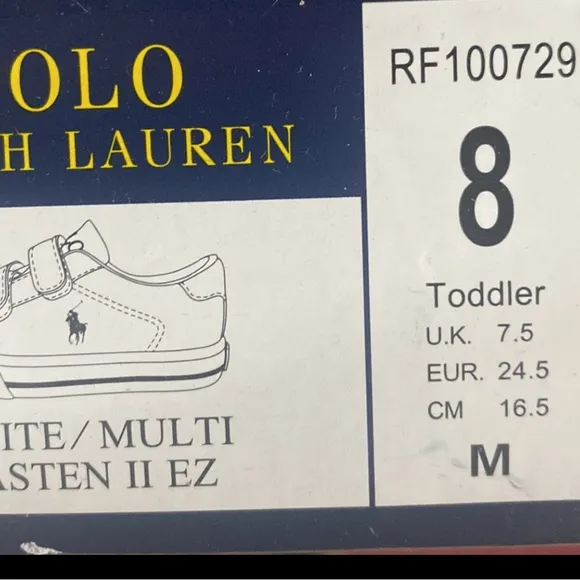 OLO
H LAUREN
ITE/MULTI
ASTEN II EZ
RF100729
8
Toddler
U.K. 7.5
EUR. 24.5
CM 16.5
M